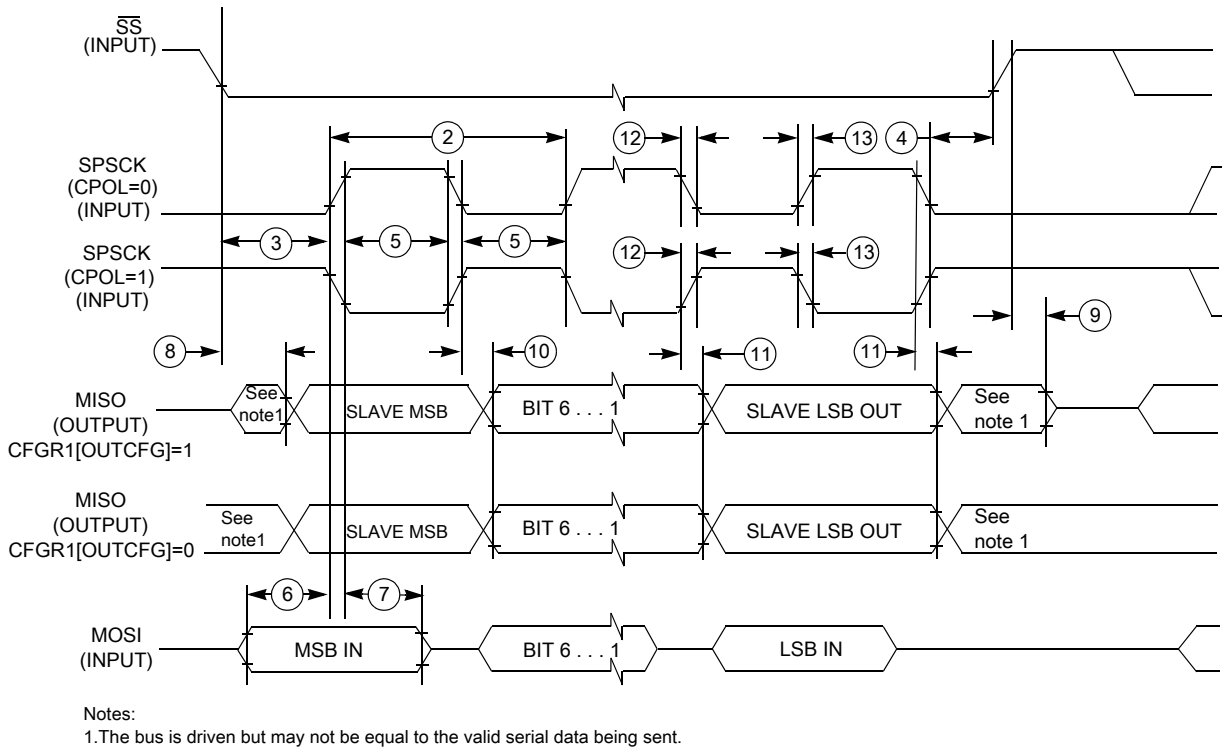 SS
(INPUT)
2
12
13
4
SPSCK
(CPOL=0)
(INPUT)
3
5
5
SPSCK
(CPOL=1)
(INPUT)
12
13
8
10
11
11
9
MISO
(OUTPUT)
CFGR1[OUTCFG]=1
See
note1
SLAVE MSB
BIT 6 . . . 1
SLAVE LSB OUT
See
note 1
MISO
(OUTPUT)
CFGR1[OUTCFG]=0
See
note1
SLAVE MSB
BIT 6 . . . 1
SLAVE LSB OUT
See
note 1
6
7
MOSI
(INPUT)
MSB IN
BIT 6 . . . 1
LSB IN
Notes:
1.The bus is driven but may not be equal to the valid serial data being sent.